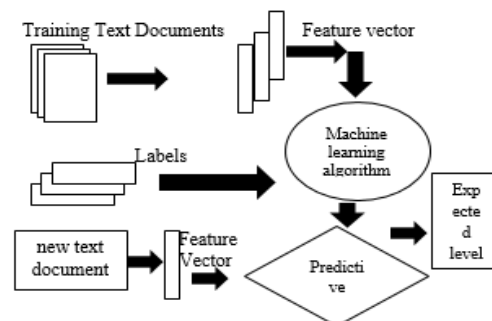 Training Text Documents
Feature vector
Machine
learning
algorithm
Labels
Exp
ecte
d
level
new text
document
Feature
Vector
Predicti
ve